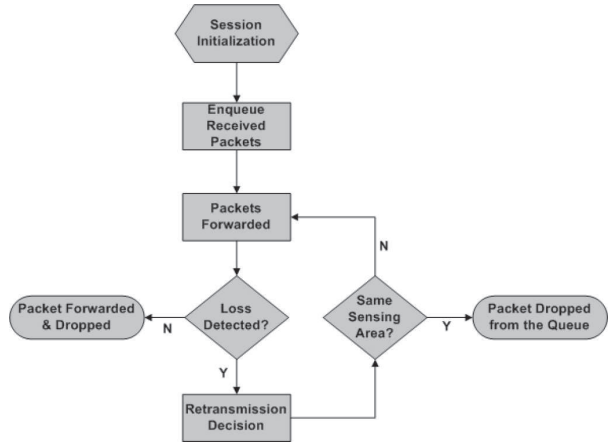 Session
Initialization
Enqueue
Received
Packets
Packets
Forwarded
N
Packet Forwarded
& Dropped
N
Loss
Detected?
Same
Sensing
Area?
Y
Packet Dropped
from the Queue
Y
Retransmission
Decision